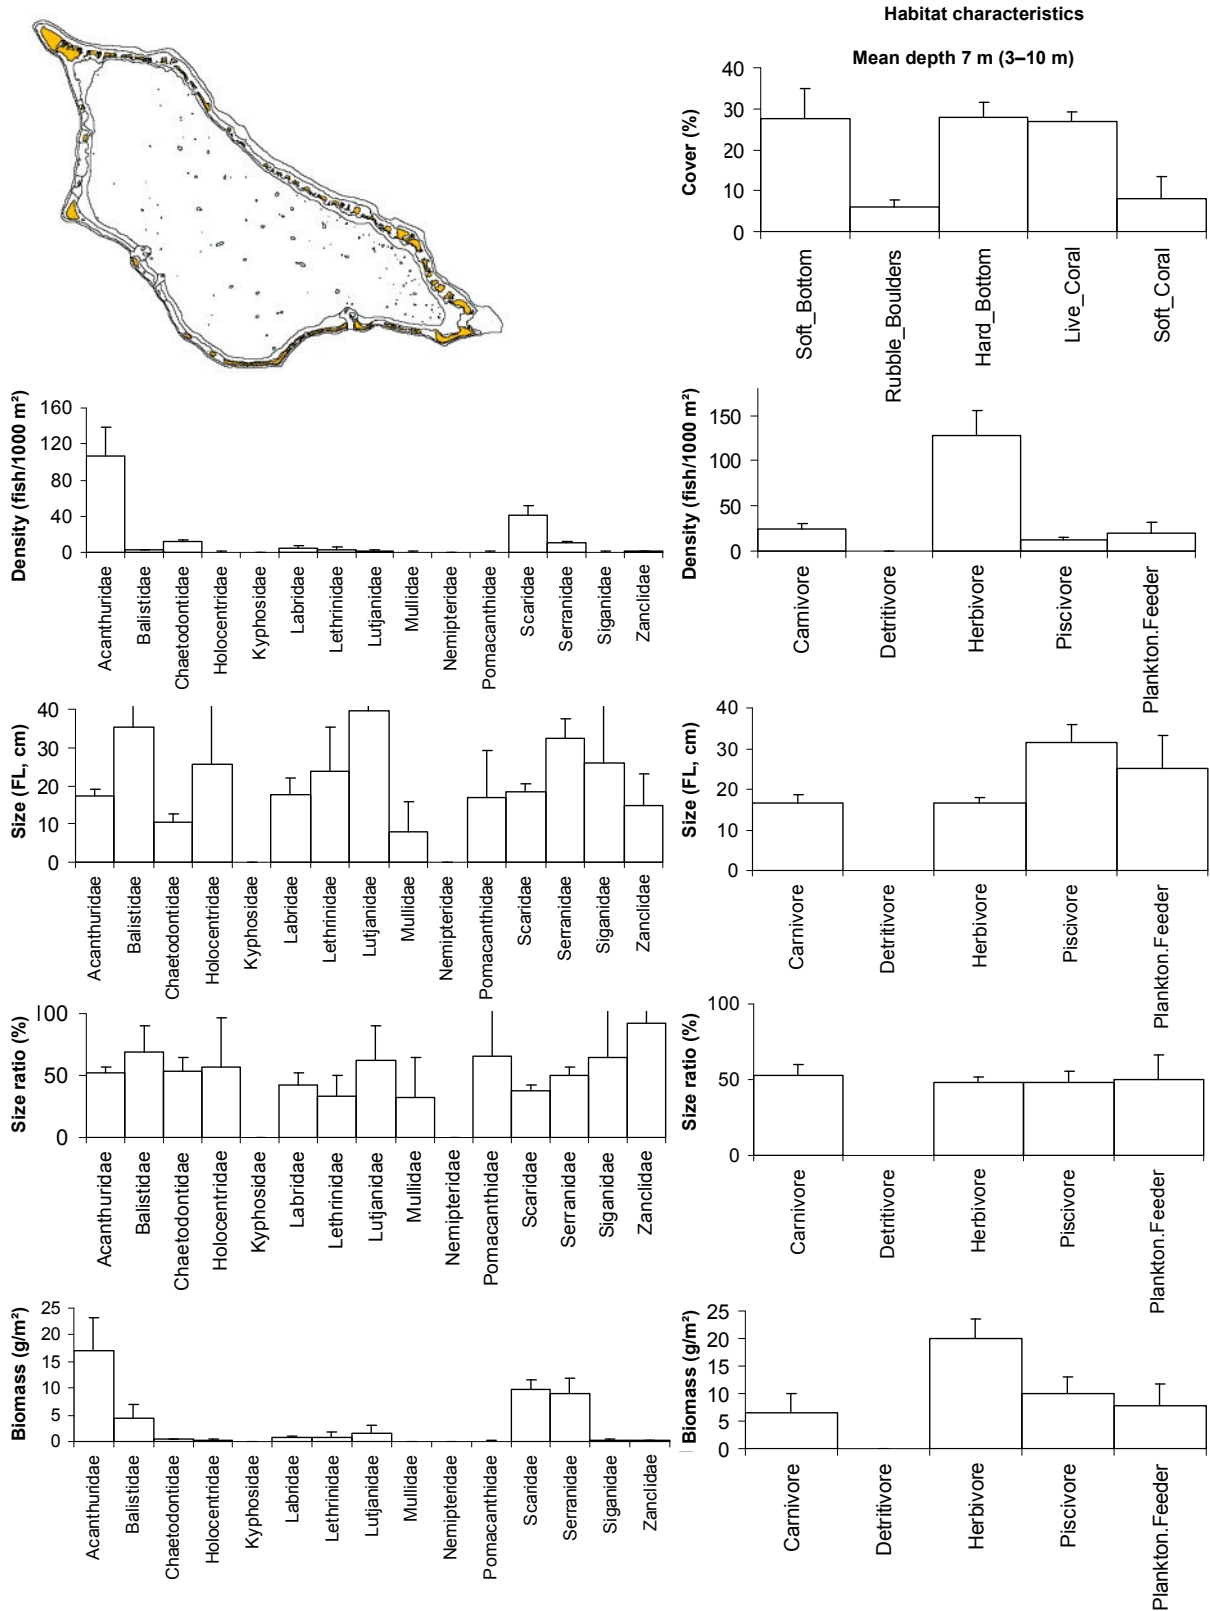 Habitat characteristics
Mean depth 7 m (3–10 m)
Cover (%)
40
30
20
10
0
Soft_Bottom
Rubble_Boulders
Hard_Bottom
Live_Coral
Soft_Coral
Density (fish/1000 m²)
160
120
80
40
0
Acanthuridae
Balistidae
Chaetodontidae
Holocentridae
Kyphosidae
Labridae
Lethrinidae
Lutjanidae
Mullidae
Nemipteridae
Pomacanthidae
Scaridae
Serranidae
Siganidae
Zanclidae
Density (fish/1000 m²)
150
100
50
0
Carnivore
Detritivore
Herbivore
Piscivore
Plankton.Feeder
Size (FL, cm)
40
30
20
10
0
Acanthuridae
Balistidae
Chaetodontidae
Holocentridae
Kyphosidae
Labridae
Lethrinidae
Lutjanidae
Mullidae
Nemipteridae
Pomacanthidae
Scaridae
Serranidae
Siganidae
Zanclidae
Size (FL, cm)
40
30
20
10
0
Carnivore
Detritivore
Herbivore
Piscivore
Plankton.Feeder
Size ratio (%)
100
50
0
Acanthuridae
Balistidae
Chaetodontidae
Holocentridae
Kyphosidae
Labridae
Lethrinidae
Lutjanidae
Mullidae
Nemipteridae
Pomacanthidae
Scaridae
Serranidae
Siganidae
Zanclidae
Size ratio (%)
100
50
0
Carnivore
Detritivore
Herbivore
Piscivore
Plankton.Feeder
Biomass (g/m²)
25
20
15
10
5
0
Acanthuridae
Balistidae
Chaetodontidae
Holocentridae
Kyphosidae
Labridae
Lethrinidae
Lutjanidae
Mullidae
Nemipteridae
Pomacanthidae
Scaridae
Serranidae
Siganidae
Zanclidae
Biomass (g/m²)
25
20
15
10
5
0
Carnivore
Detritivore
Herbivore
Piscivore
Plankton.Feeder